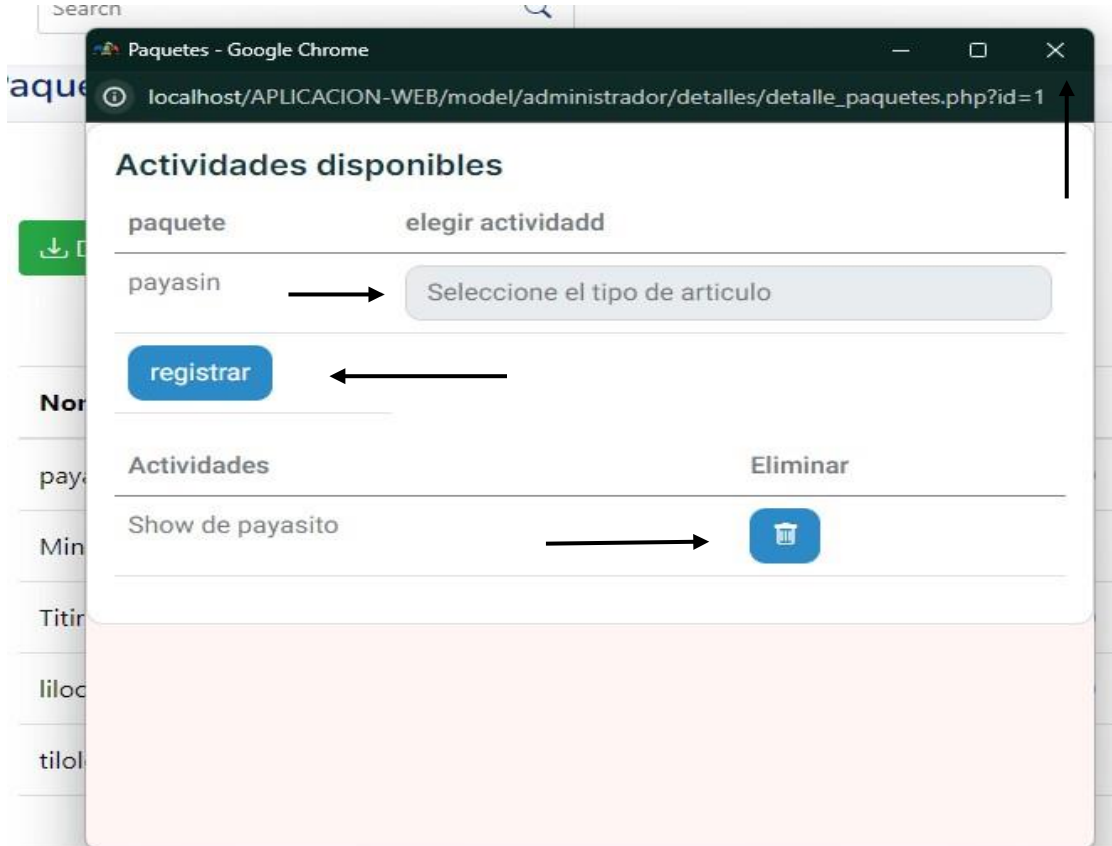 Search
Paquetes - Google Chrome
localhost/APLICACION-WEB/model/administrador/detalles/detalle_paquetes.php?id=1
Actividades disponibles
paquete elegir actividadd
payasin Seleccione el tipo de articulo
registrar
Actividades Eliminar
Show de payasito